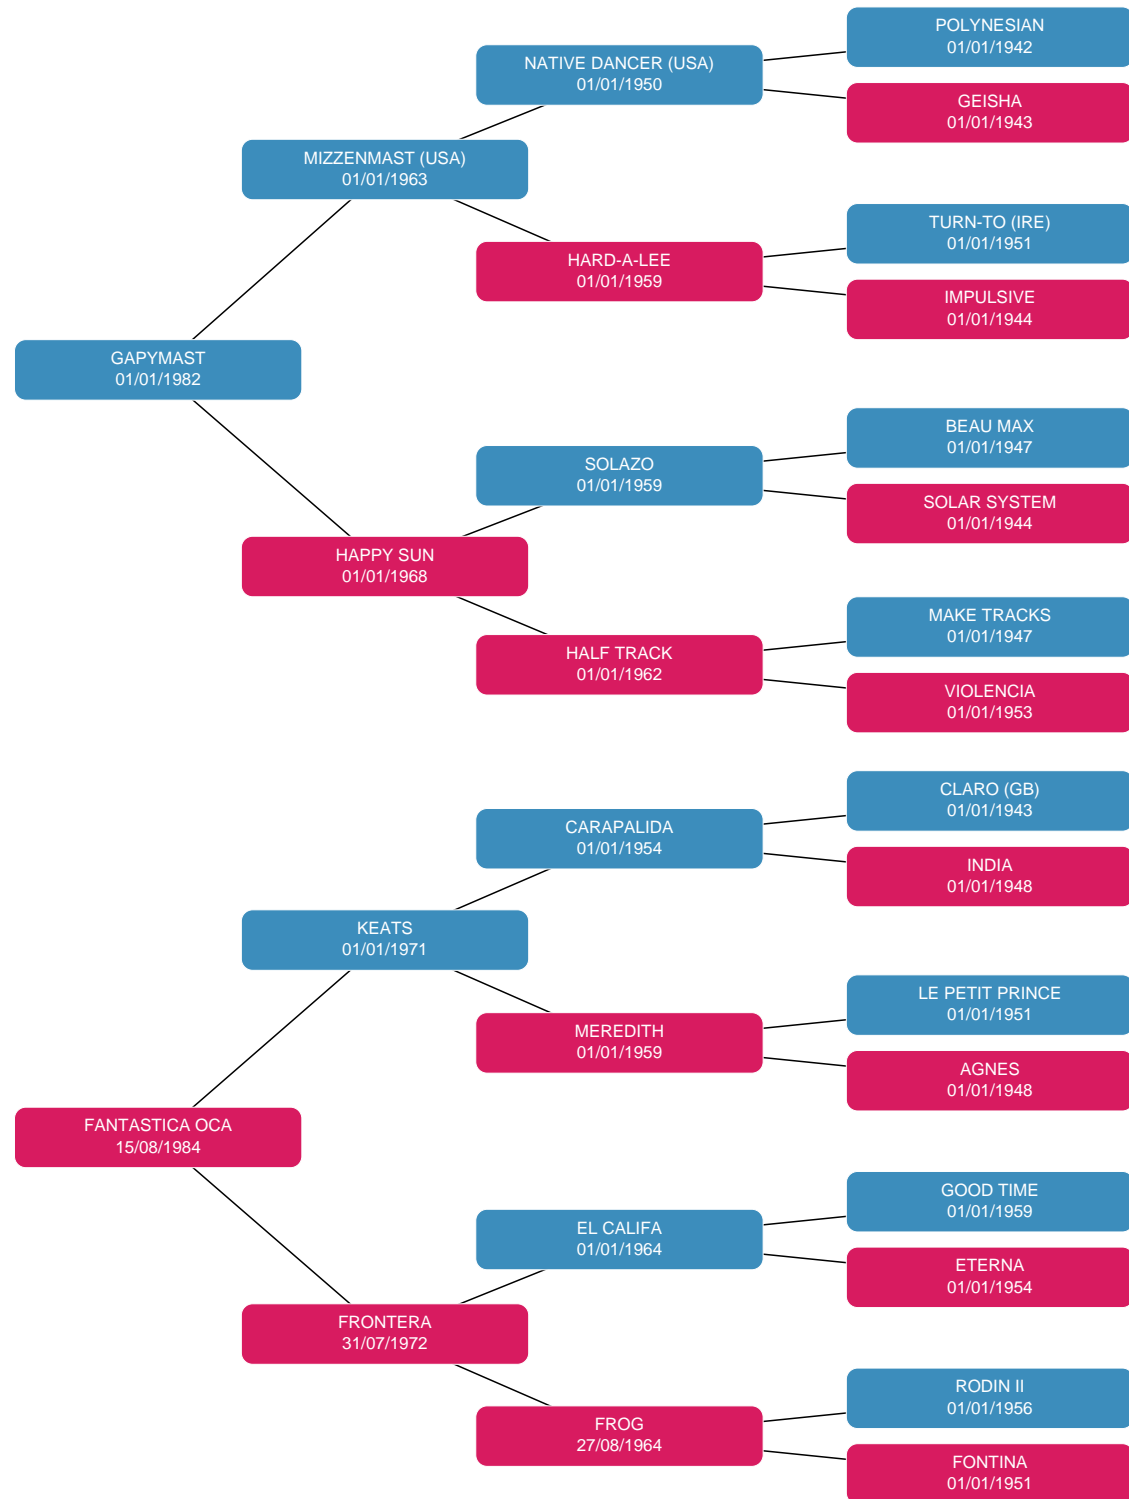 POLYNESIAN
01/01/1942
NATIVE DANCER (USA)
01/01/1950
GEISHA
01/01/1943
MIZZENMAST (USA)
01/01/1963
TURN-TO (IRE)
01/01/1951
HARD-A-LEE
01/01/1959
IMPULSIVE
01/01/1944
GAPYMAST
01/01/1982
BEAU MAX
01/01/1947
SOLAZO
01/01/1959
SOLAR SYSTEM
01/01/1944
HAPPY SUN
01/01/1968
MAKE TRACKS
01/01/1947
HALF TRACK
01/01/1962
VIOLENCIA
01/01/1953
CLARO (GB)
01/01/1943
CARAPALIDA
01/01/1954
INDIA
01/01/1948
KEATS
01/01/1971
LE PETIT PRINCE
01/01/1951
MEREDITH
01/01/1959
AGNES
01/01/1948
FANTASTICA OCA
15/08/1984
GOOD TIME
01/01/1959
EL CALIFA
01/01/1964
ETERNA
01/01/1954
FRONTERA
31/07/1972
RODIN II
01/01/1956
FROG
27/08/1964
FONTINA
01/01/1951